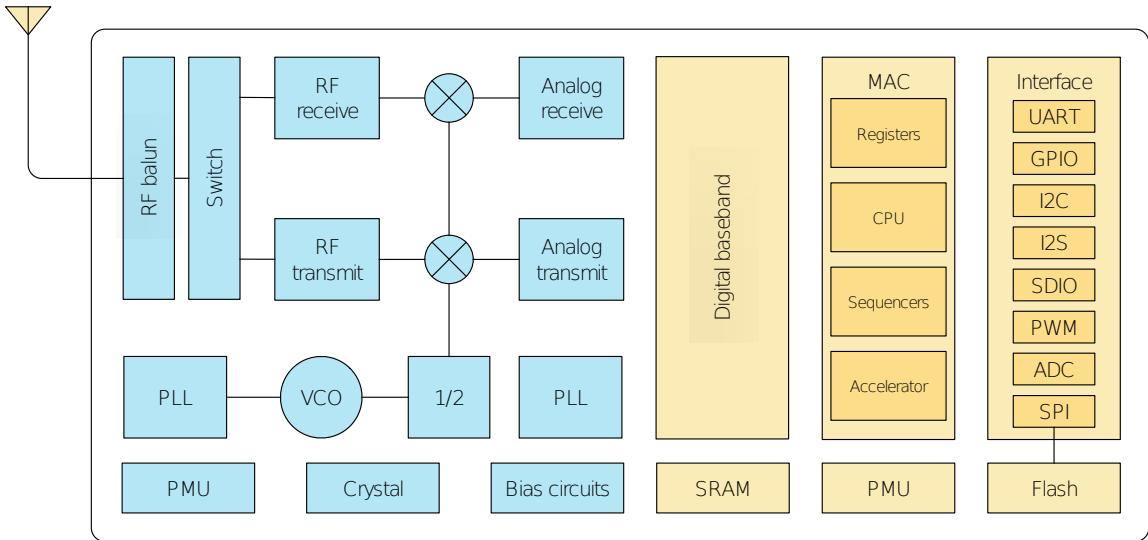 RF balun
Switch
RF
receive
Analog
receive
RF
transmit
Analog
transmit
PLL
VCO
1/2
PLL
PMU
Crystal
Bias circuits
Digital baseband
SRAM
MAC
Registers
CPU
Sequencers
Accelerator
PMU
Interface
UART
GPIO
I2C
I2S
SDIO
PWM
ADC
SPI
Flash